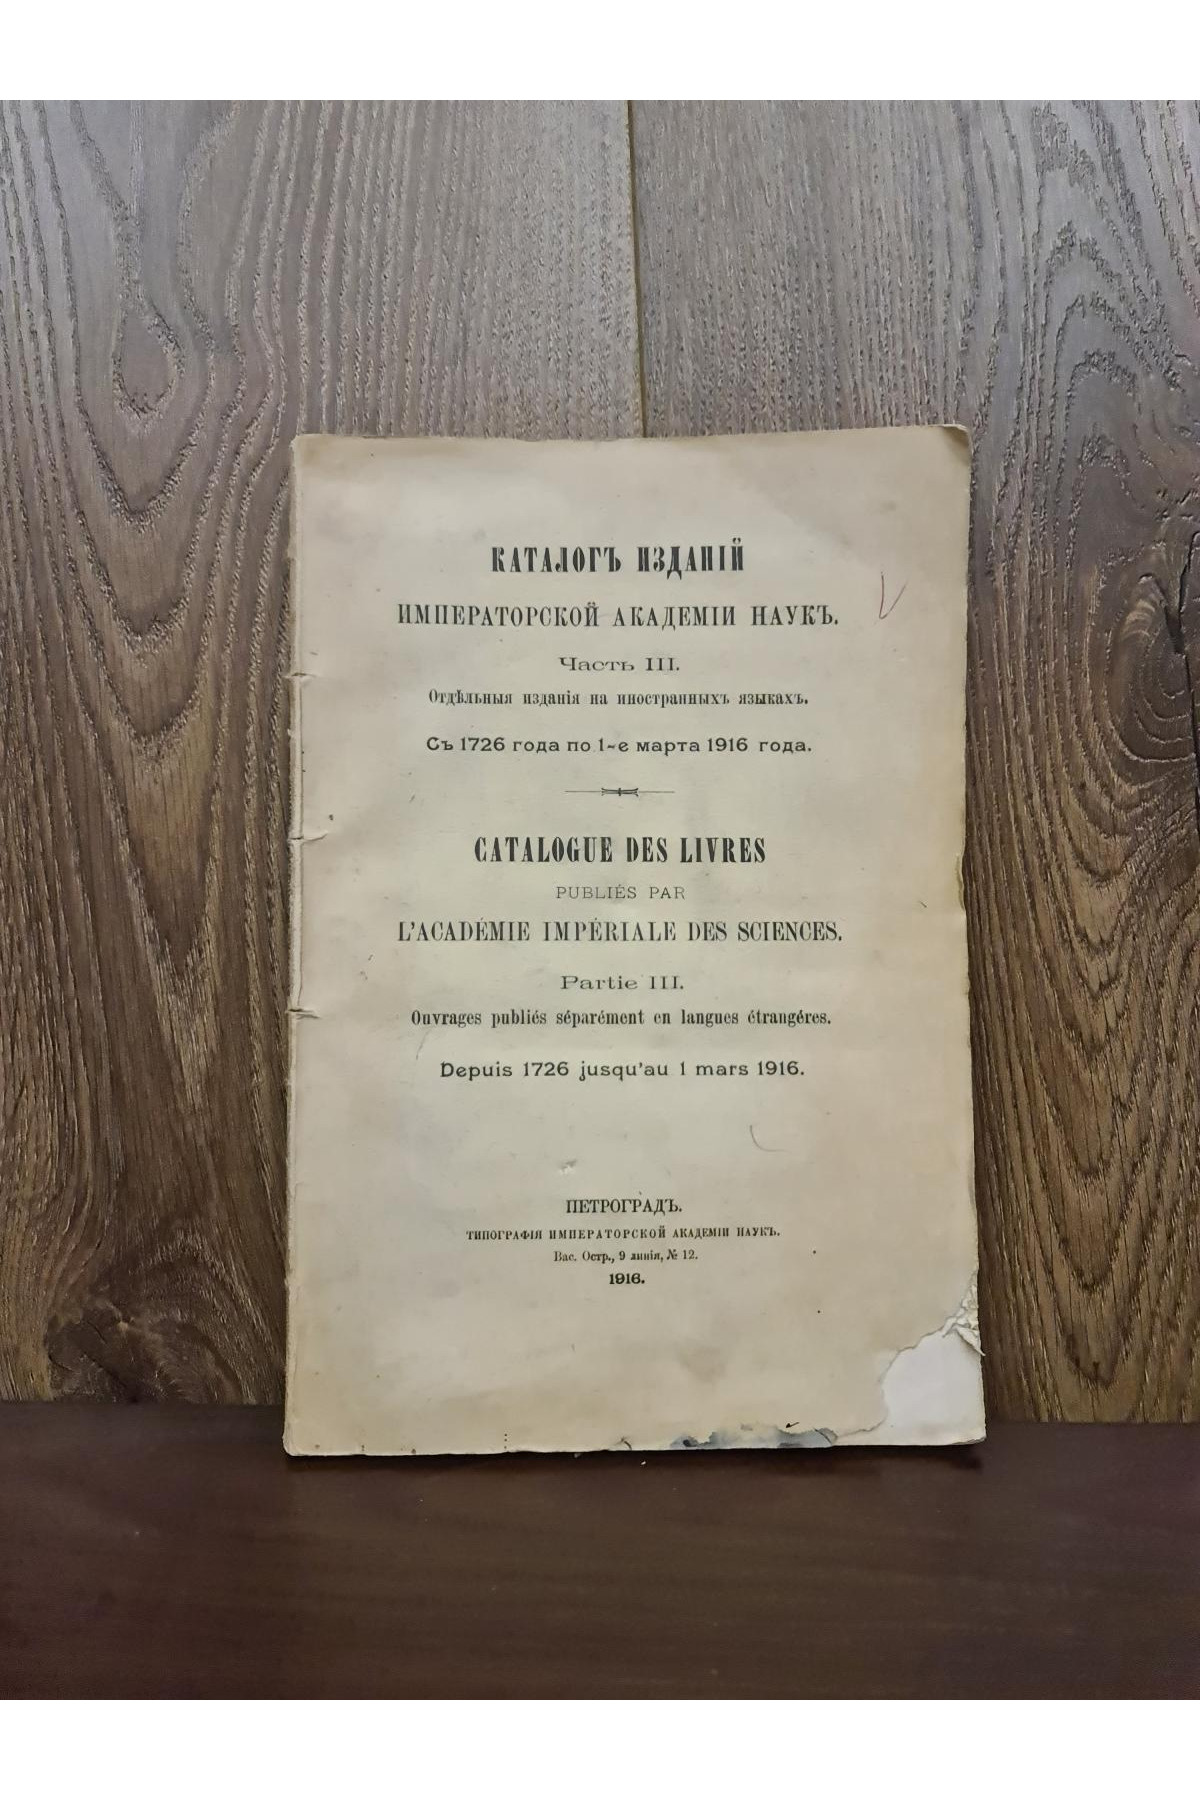 КАТАЛОГЪ ИЗДАНІЙ
ИМПЕРАТОРСКОЙ АКАДЕМІИ НАУКЪ.
Часть III.
Отдѣльныя изданія на иностранныхъ языкахъ.
Съ 1726 года по 1-е марта 1916 года.
CATALOGUE DES LIVRES
PUBLIÉS PAR
L'ACADÉMIE IMPÉRIALE DES SCIENCES.
Partie III.
Ouvrages publiés séparément en langues étrangéres.
Depuis 1726 jusqu'au 1 mars 1916.
ПЕТРОГРАДЪ.
ТИПОГРАФІЯ ИМПЕРАТОРСКОЙ АКАДЕМІИ НАУКЪ.
Вас. Остр., 9 линія, № 12.
1916.